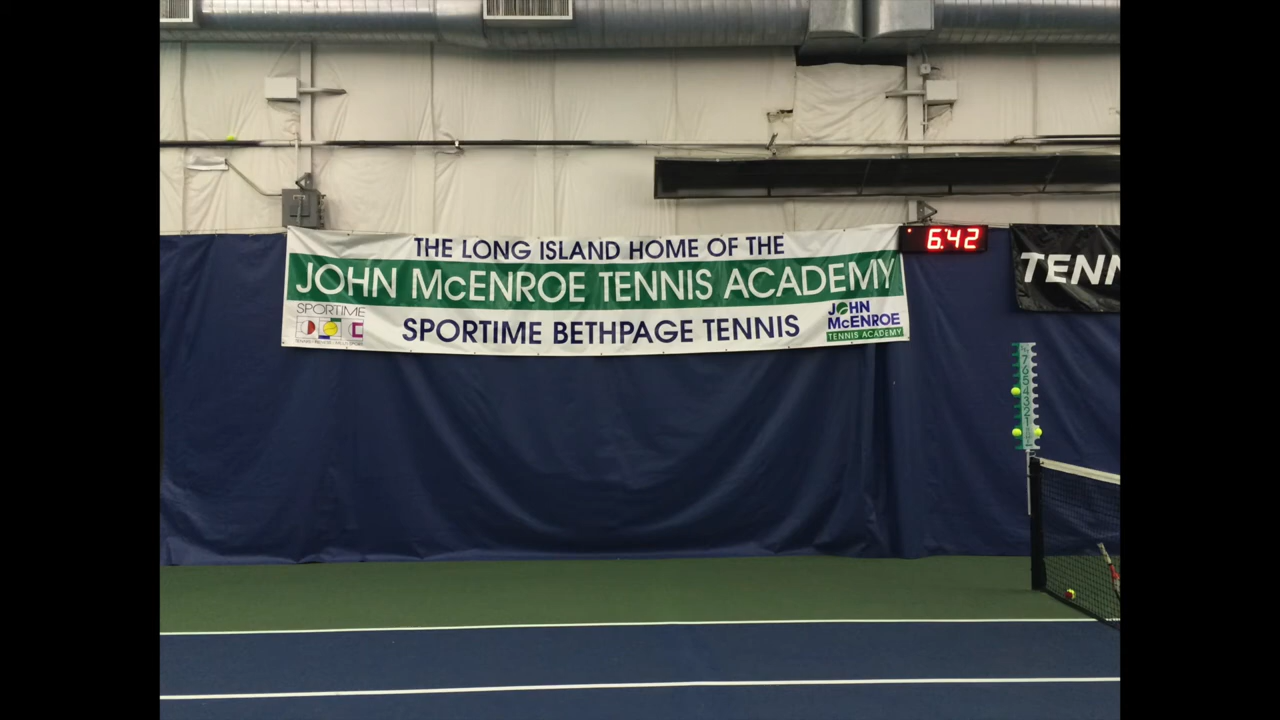 THE LONG ISLAND HOME OF THE
JOHN McENROE TENNIS ACADEMY
SPORTIME BETHPAGE TENNIS
SPORTIME
JOHN
McENROE
TENNIS ACADEMY
6:42
TENN
7
6
5
4
3
2
1